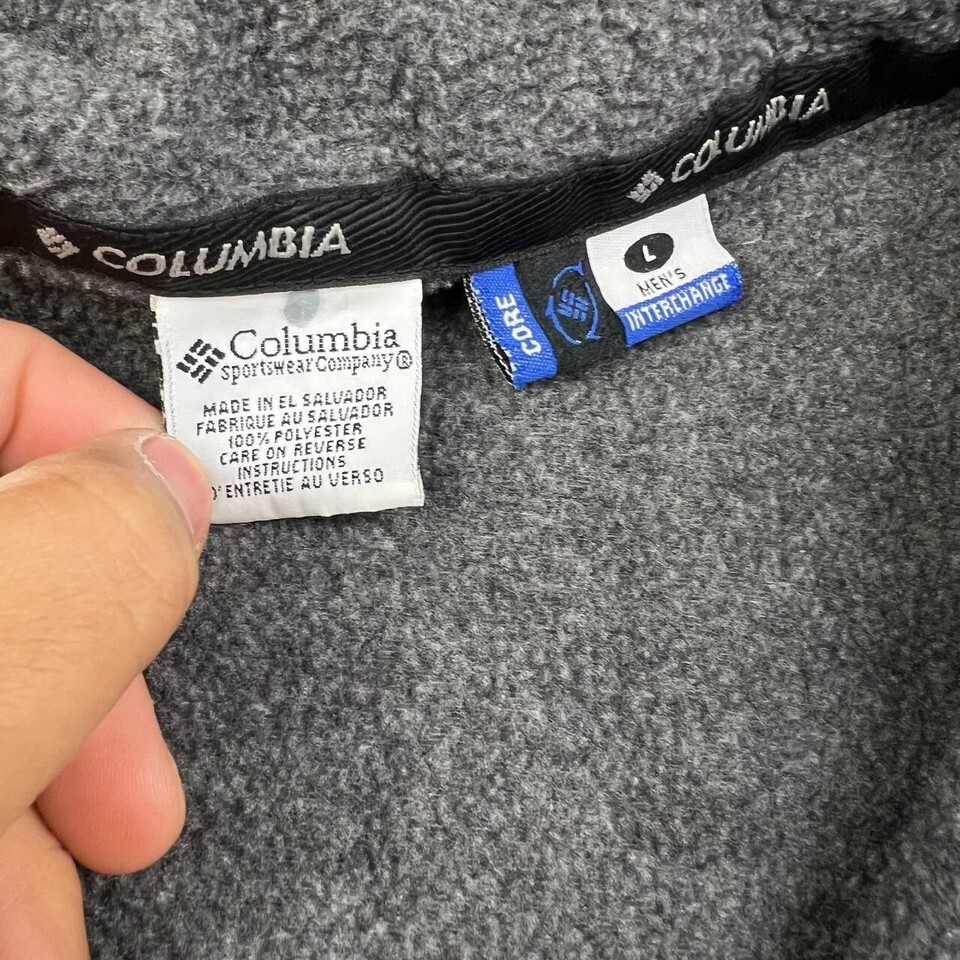 COLUMBIA
COLUMBIA
Columbia
Sportswear Company®
MADE IN EL SALVADOR
FABRIQUE AU SALVADOR
100% POLYESTER
CARE ON REVERSE
INSTRUCTIONS
D'ENTRETIE AU VERSO
CORE
L
MEN'S
INTERCHANGE